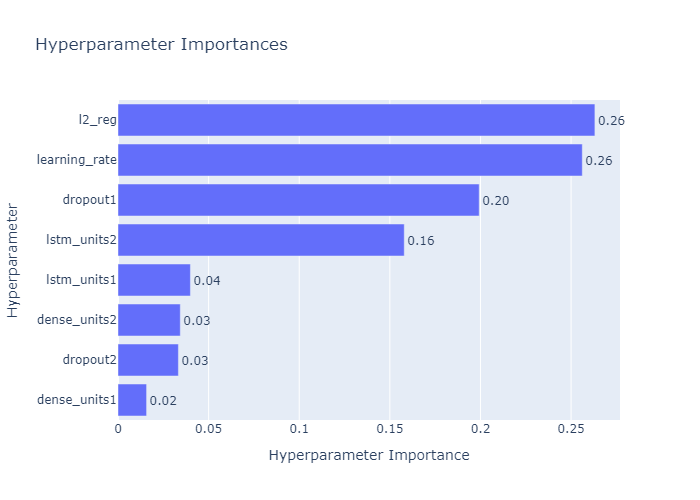 Hyperparameter Importances
Hyperparameter
l2_reg 0.26
learning_rate 0.26
dropout1 0.20
lstm_units2 0.16
lstm_units1 0.04
dense_units2 0.03
dropout2 0.03
dense_units1 0.02
0 0.05 0.1 0.15 0.2 0.25
Hyperparameter Importance